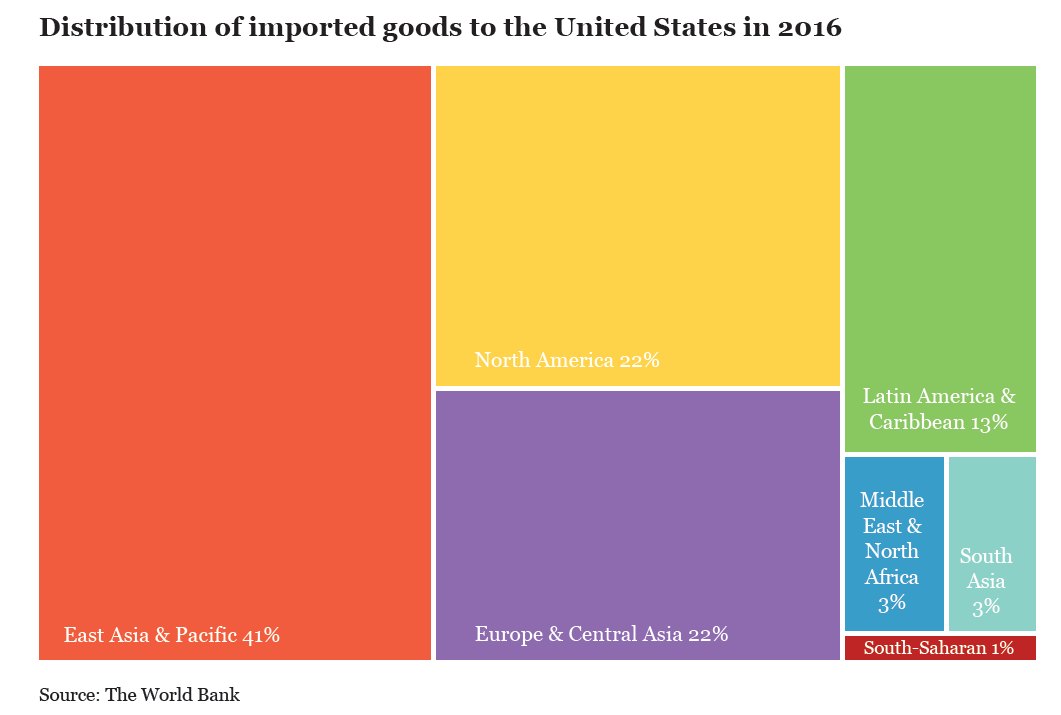 Distribution of imported goods to the United States in 2016
North America 22%
Latin America &
Caribbean 13%
Middle
East &
North
Africa
3%
South
Asia
3%
East Asia & Pacific 41%
Europe & Central Asia 22%
South-Saharan 1%
Source: The World Bank